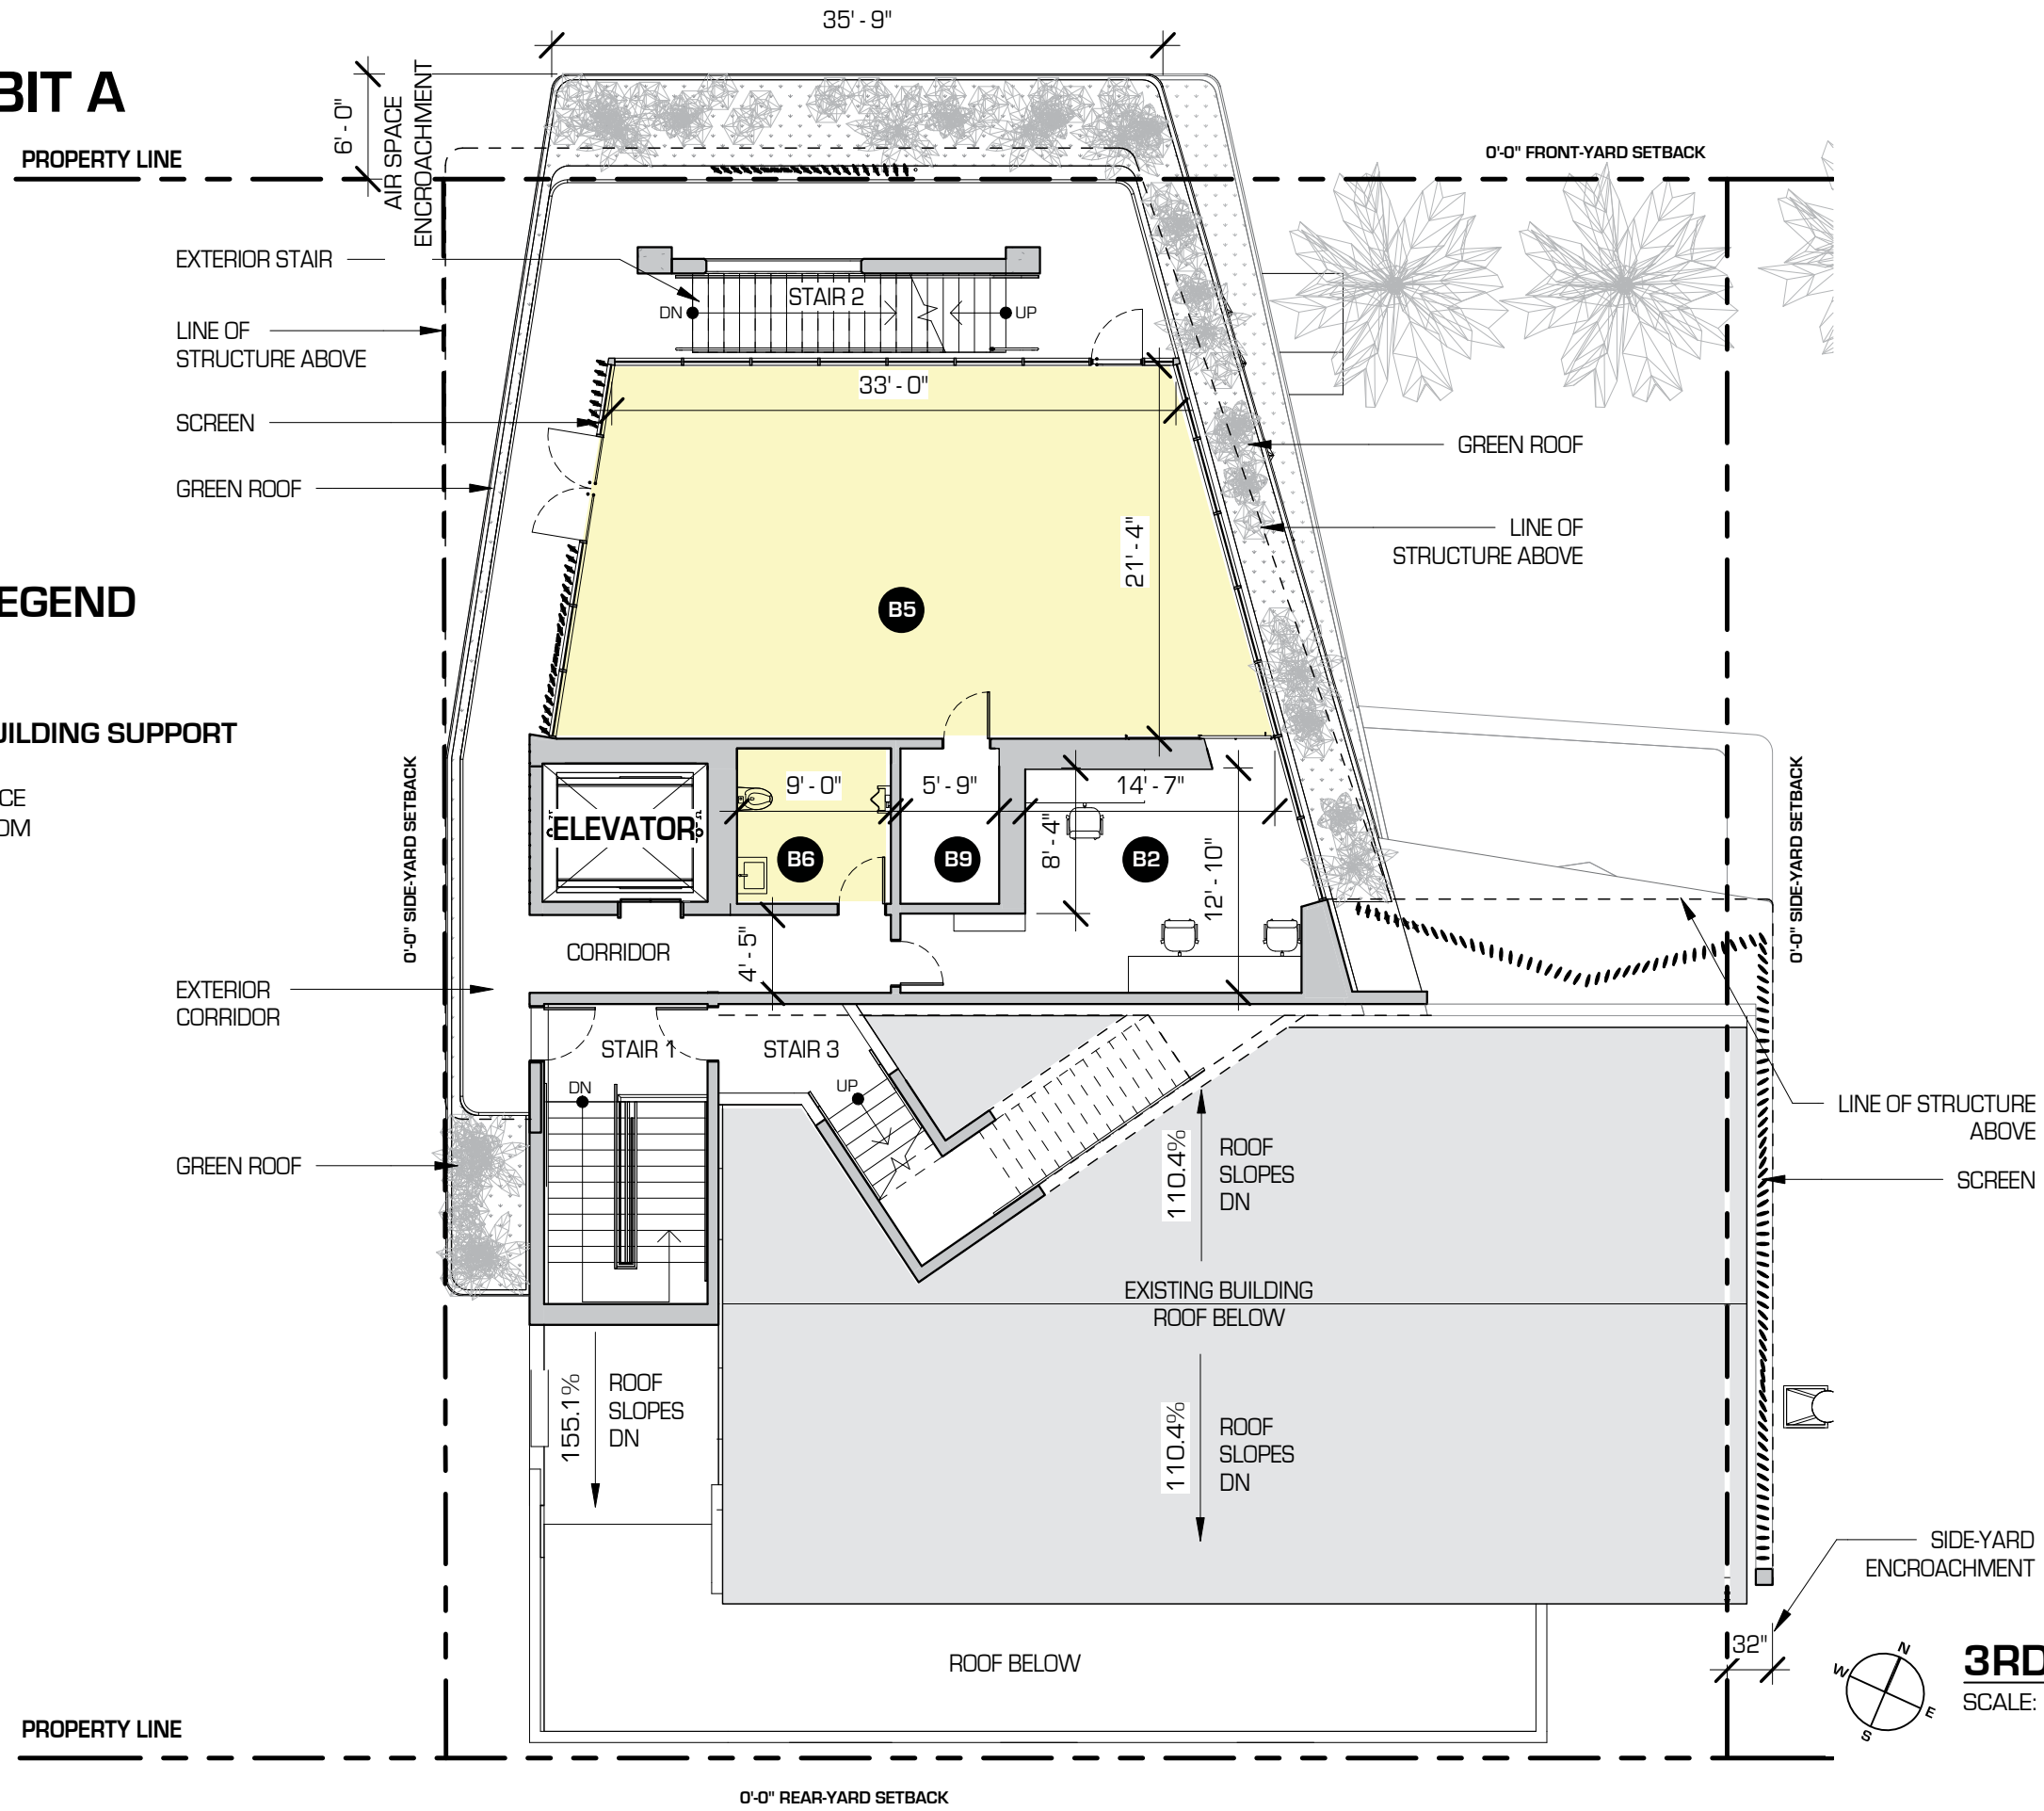 35' - 9"
BIT A
6' - 0"
AIR SPACE
ENCROACHMENT
PROPERTY LINE
0'-0" FRONT-YARD SETBACK
EXTERIOR STAIR
STAIR 2
DN
UP
LINE OF
STRUCTURE ABOVE
33' - 0"
SCREEN
GREEN ROOF
GREEN ROOF
LINE OF
STRUCTURE ABOVE
21' - 4"
B5
EGEND
UILDING SUPPORT
CE
OM
0'-0" SIDE-YARD SETBACK
0'-0" SIDE-YARD SETBACK
9' - 0"
5' - 9"
14' - 7"
ELEVATOR
8' - 4"
B6
B9
B2
12' - 10"
CORRIDOR
4' - 5"
EXTERIOR
CORRIDOR
STAIR 1
STAIR 3
DN
UP
LINE OF STRUCTURE
ABOVE
GREEN ROOF
110.4%
ROOF
SLOPES
DN
SCREEN
EXISTING BUILDING
ROOF BELOW
155.1%
ROOF
SLOPES
DN
110.4%
ROOF
SLOPES
DN
SIDE-YARD
ENCROACHMENT
32"
ROOF BELOW
N
W
E
S
3RD
SCALE:
PROPERTY LINE
0'-0" REAR-YARD SETBACK